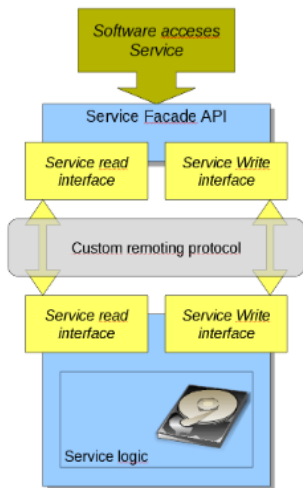 Software acceses
Service
Service Facade API
Service read
interface
Service Write
interface
Custom remoting protocol
Service read
interface
Service Write
interface
Service logic